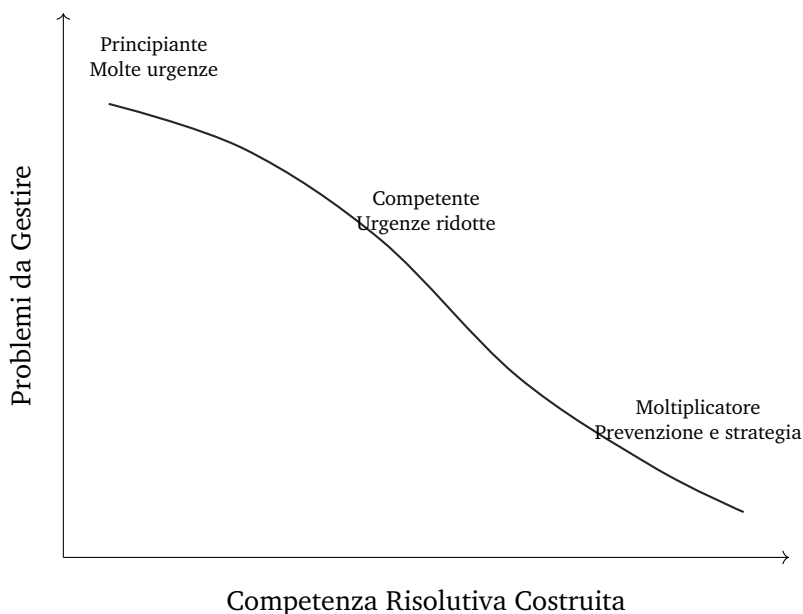 Principiante
Molte urgenze
Competente
Urgenze ridotte
Problemi da Gestire
Moltiplicatore
Prevenzione e strategia
Competenza Risolutiva Costruita